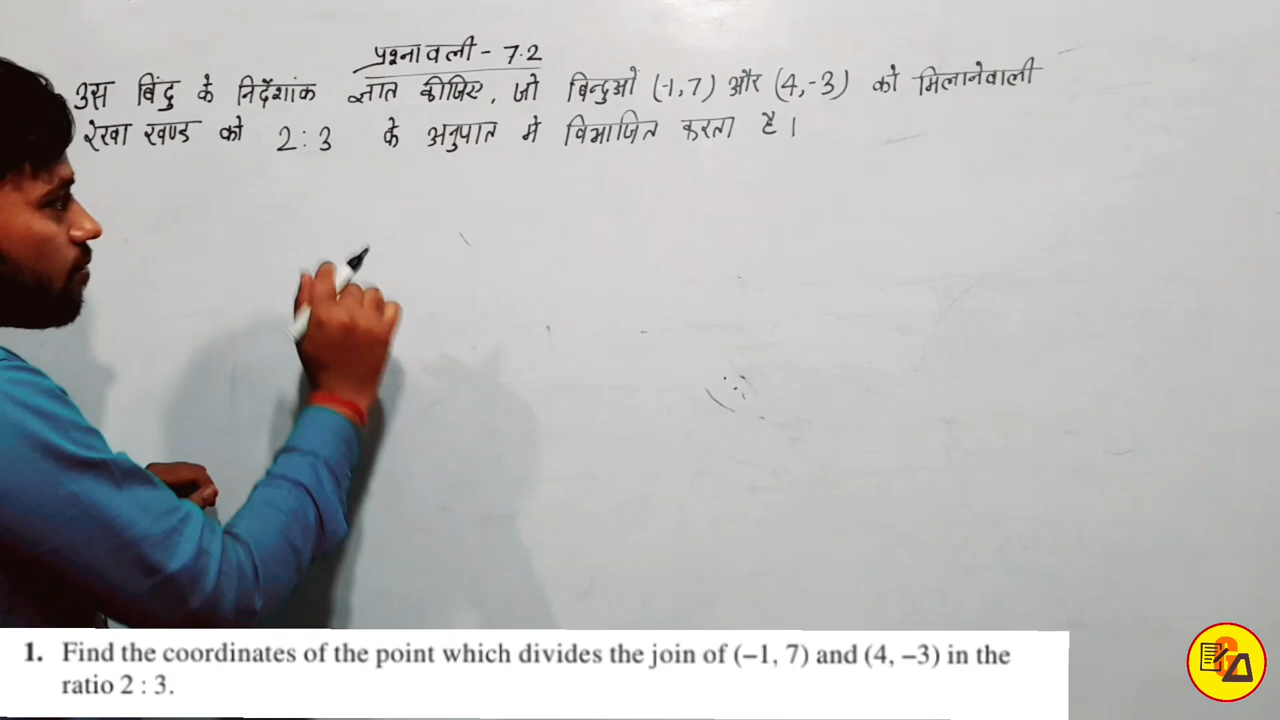 प्रश्नावली - 7.2
उस बिंदु के निर्देशांक ज्ञात कीजिए, जो बिन्दुओं (-1,7) और (4,-3) को मिलानेवाली
रेखा खण्ड को 2:3 के अनुपात मे विभाजित करता है।
1. Find the coordinates of the point which divides the join of (–1, 7) and (4, –3) in the
ratio 2 : 3.